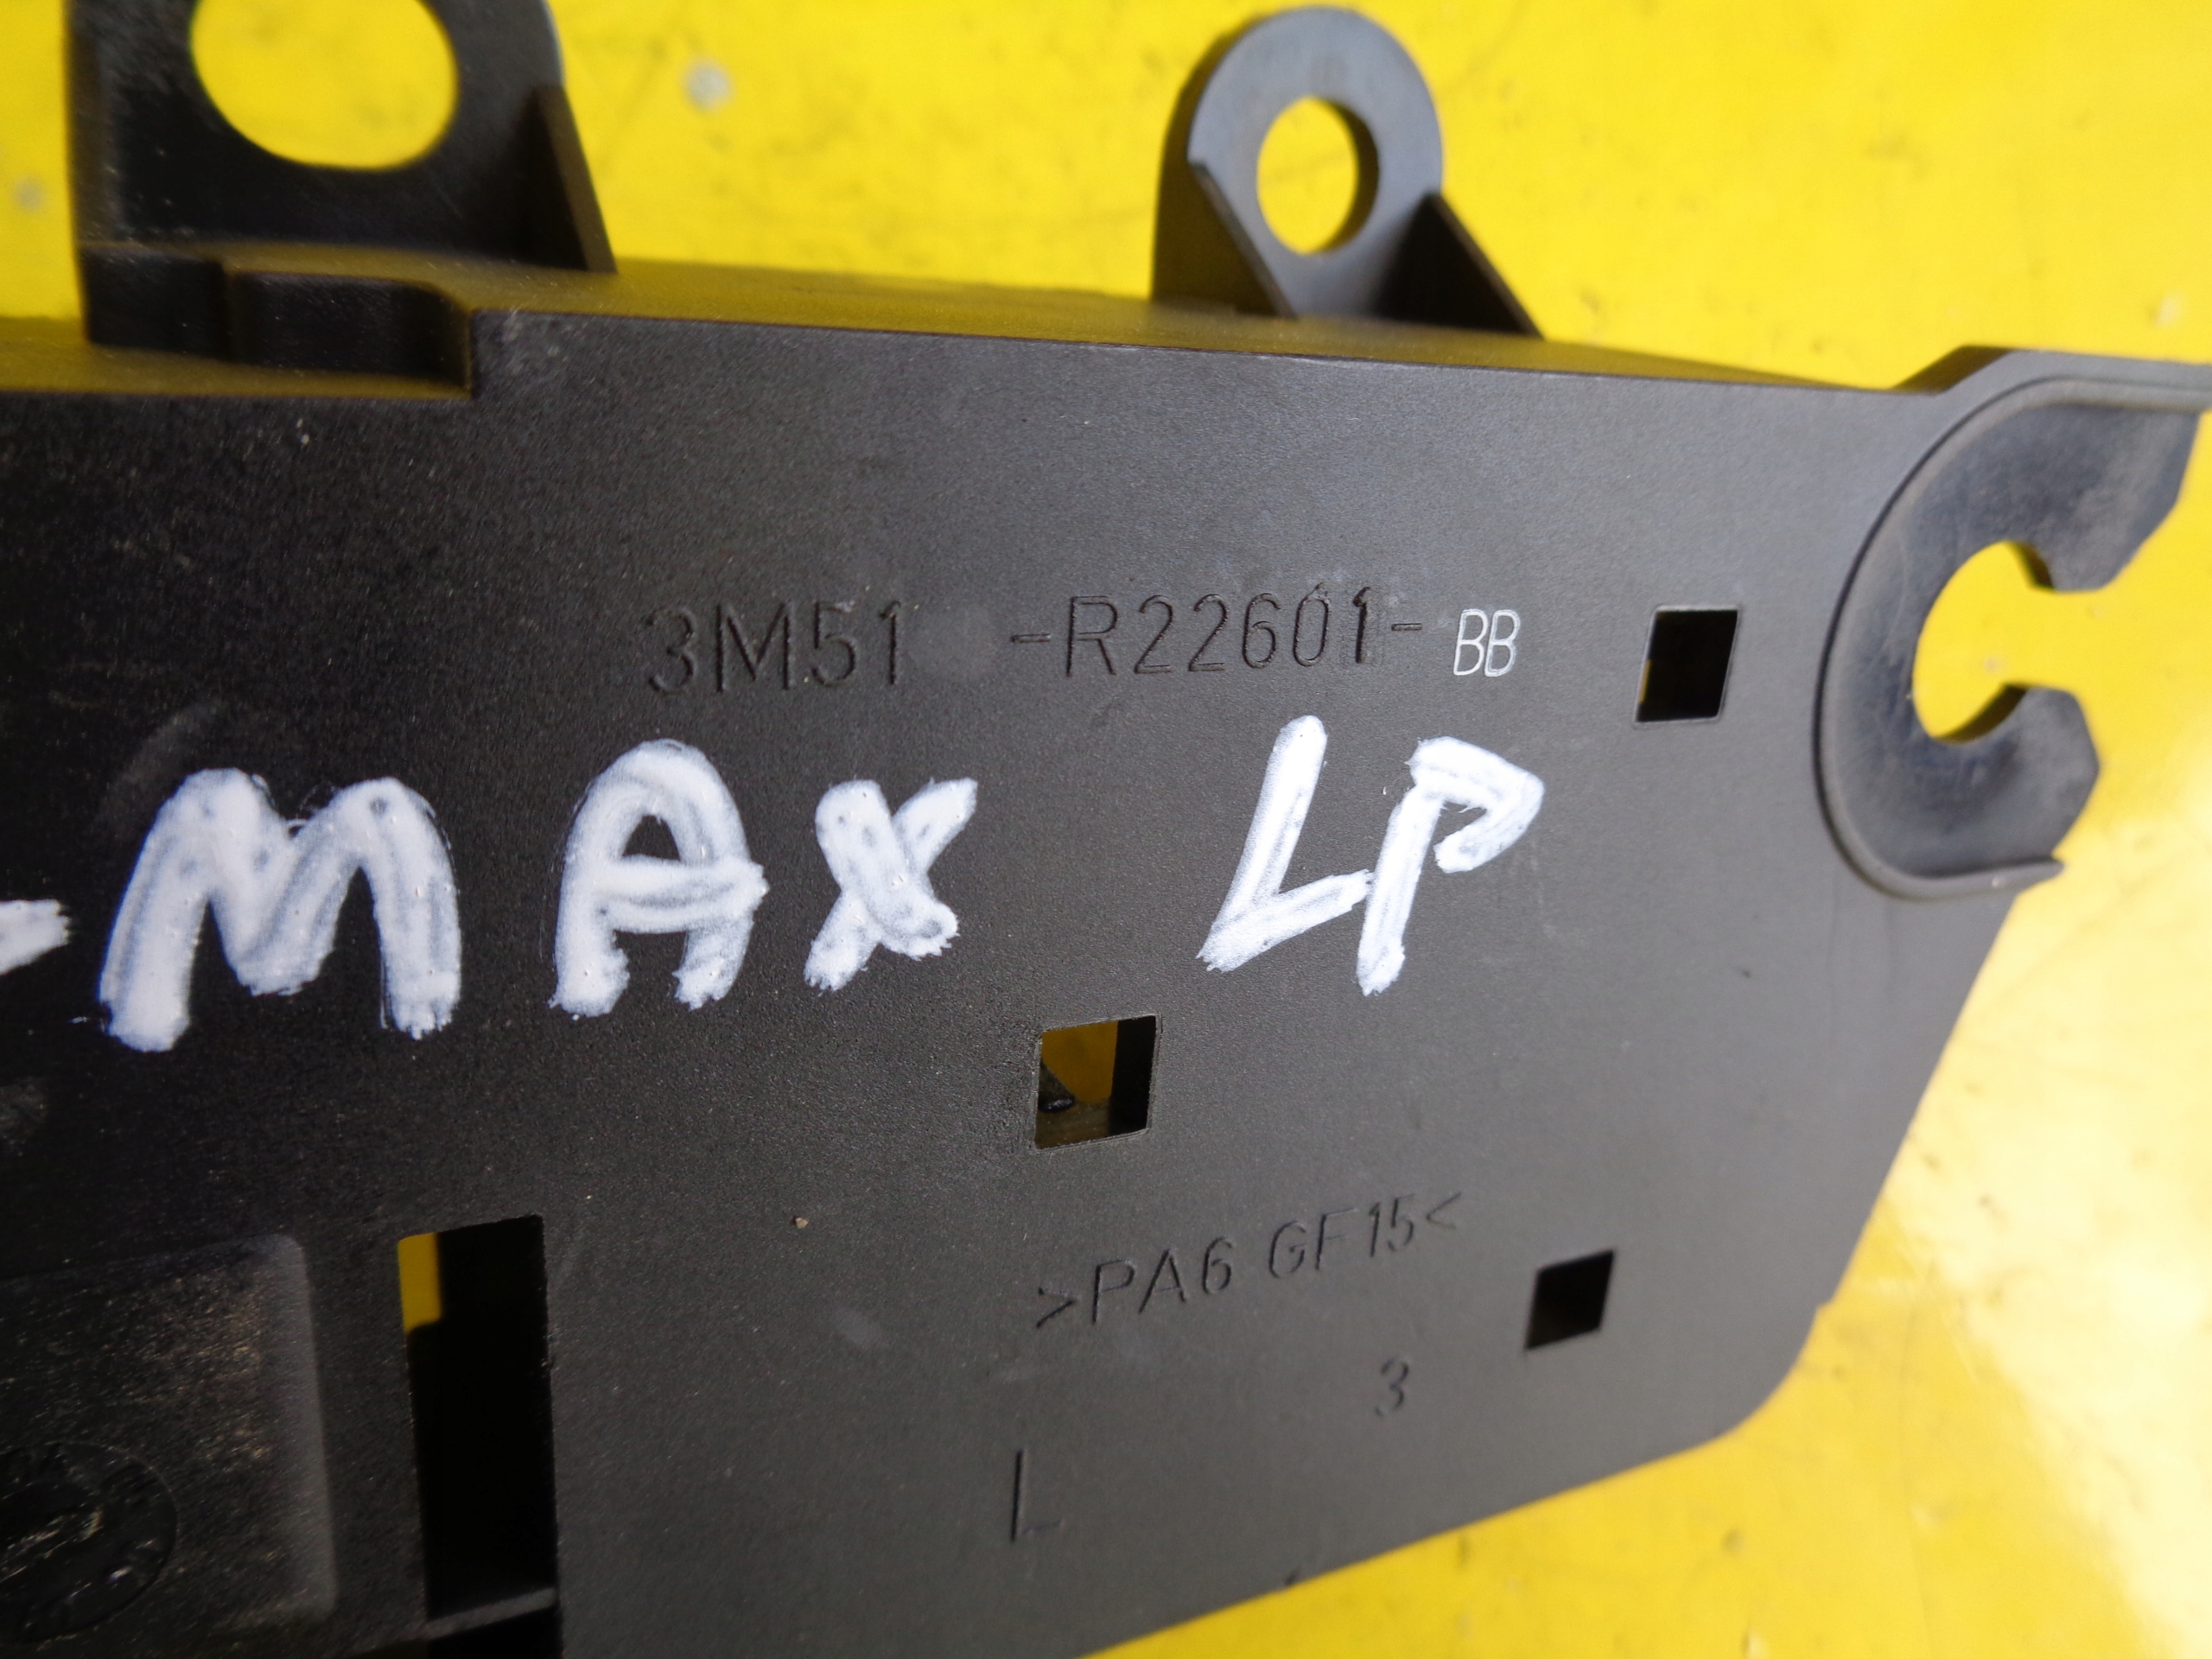 3M51 -R22601- BB
-MAX LP
>PA6 GF15<
3
L